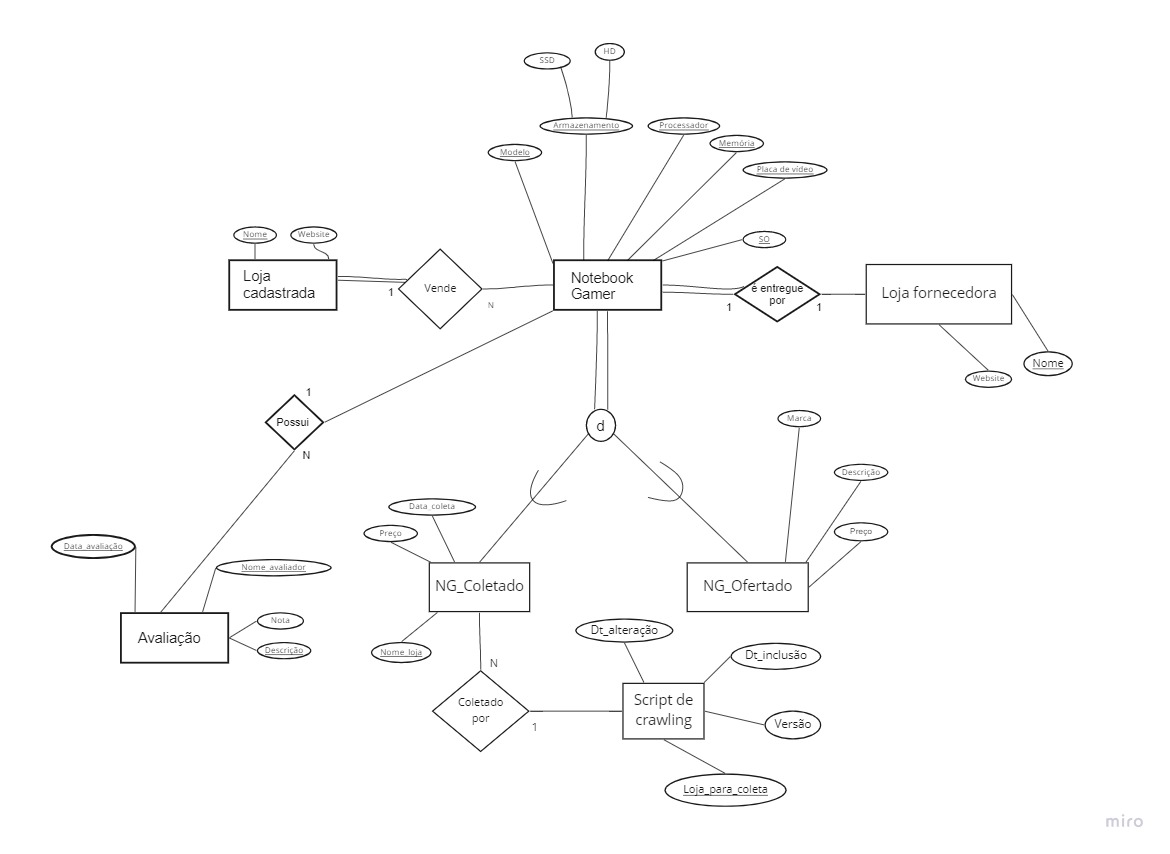 HD
SSD
Armazenamento
Processador
Memória
Modelo
Placa de vídeo
Nome
Website
SO
Loja
cadastrada
Vende
1
N
Notebook
Gamer
é entregue
por
1
1
Loja fornecedora
Nome
Website
1
Possui
N
d
Marca
Descrição
Preço
Data_coleta
Preço
NG_Coletado
NG_Ofertado
Data_avaliação
Nome_avaliador
Nota
Avaliação
Descrição
Nome_loja
Dt_alteração
Dt_inclusão
N
Coletado
por
1
Script de
crawling
Versão
Loja_para_coleta
miro